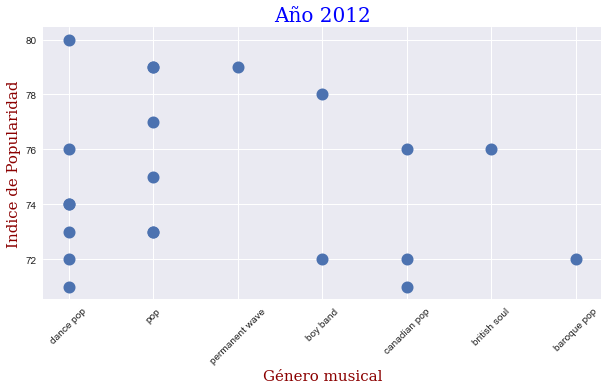 Año 2012
Indice de Popularidad
80
78
76
74
72
dance pop
pop
permanent wave
boy band
canadian pop
british soul
baroque pop
Género musical